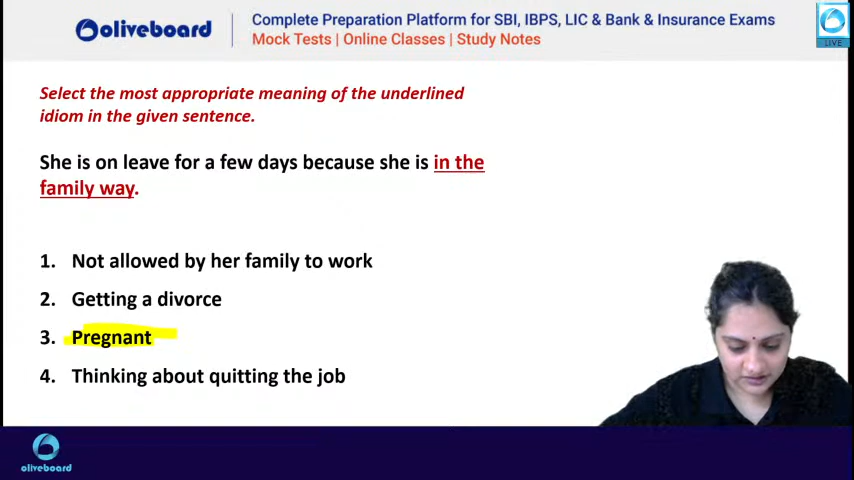 oliveboard
Complete Preparation Platform for SBI, IBPS, LIC & Bank & Insurance Exams
Mock Tests | Online Classes | Study Notes
LIVE
Select the most appropriate meaning of the underlined
idiom in the given sentence.
She is on leave for a few days because she is in the
family way.
1. Not allowed by her family to work
2. Getting a divorce
3. Pregnant
4. Thinking about quitting the job
oliveboard